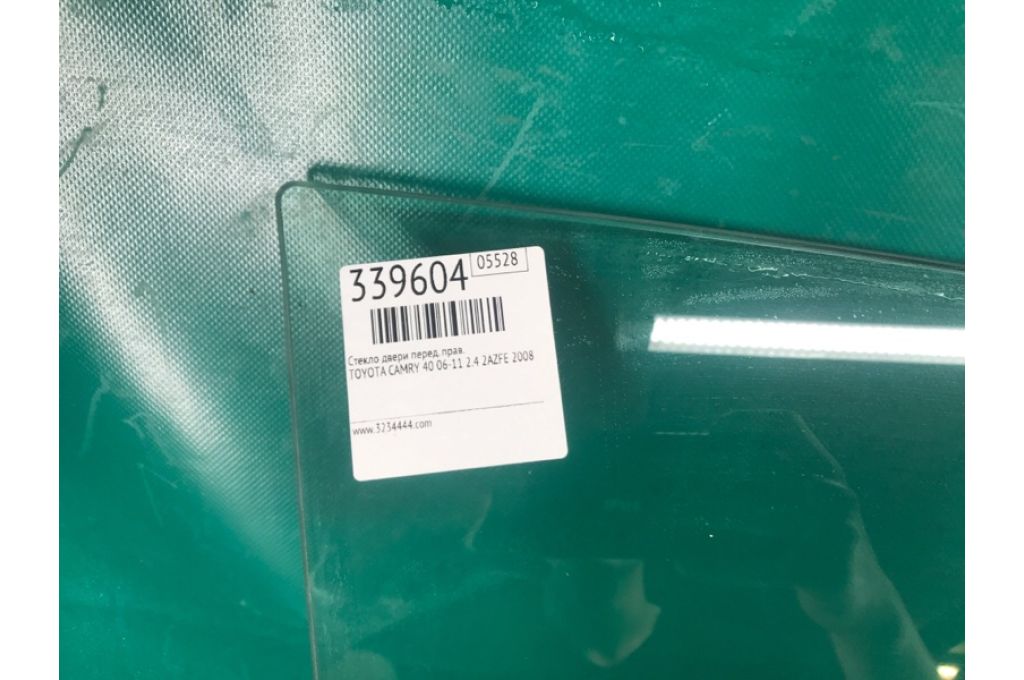 339604
05528
Стекло двери перед. прав.
TOYOTA CAMRY 40 06-11 2.4 2AZFE 2008
www.3234444.com